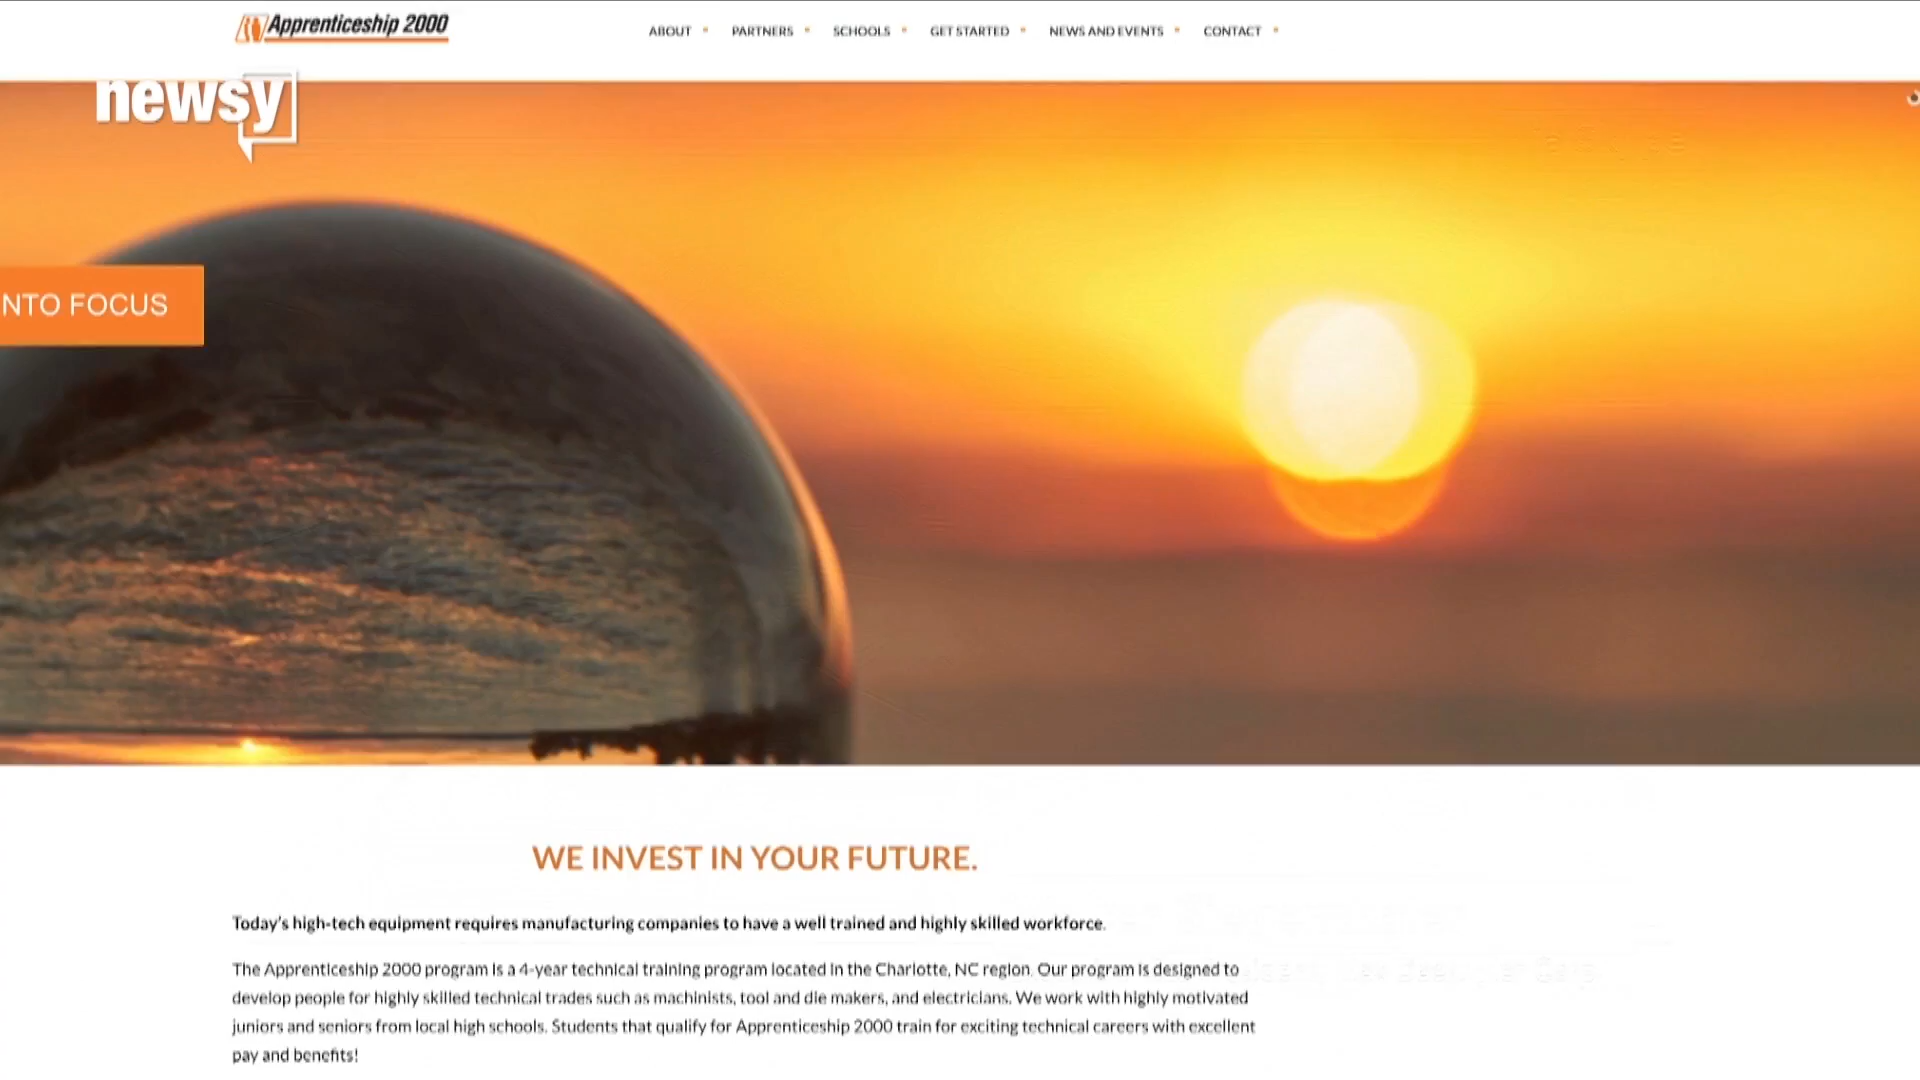 Apprenticeship 2000
ABOUT PARTNERS SCHOOLS GET STARTED NEWS AND EVENTS CONTACT
newsy
NTO FOCUS
WE INVEST IN YOUR FUTURE.
Today's high-tech equipment requires manufacturing companies to have a well trained and highly skilled workforce.
The Apprenticeship 2000 program is a 4-year technical training program located in the Charlotte, NC region. Our program is designed to
develop people for highly skilled technical trades such as machinists, tool and die makers, and electricians. We work with highly motivated
juniors and seniors from local high schools. Students that qualify for Apprenticeship 2000 train for exciting technical careers with excellent
pay and benefits!